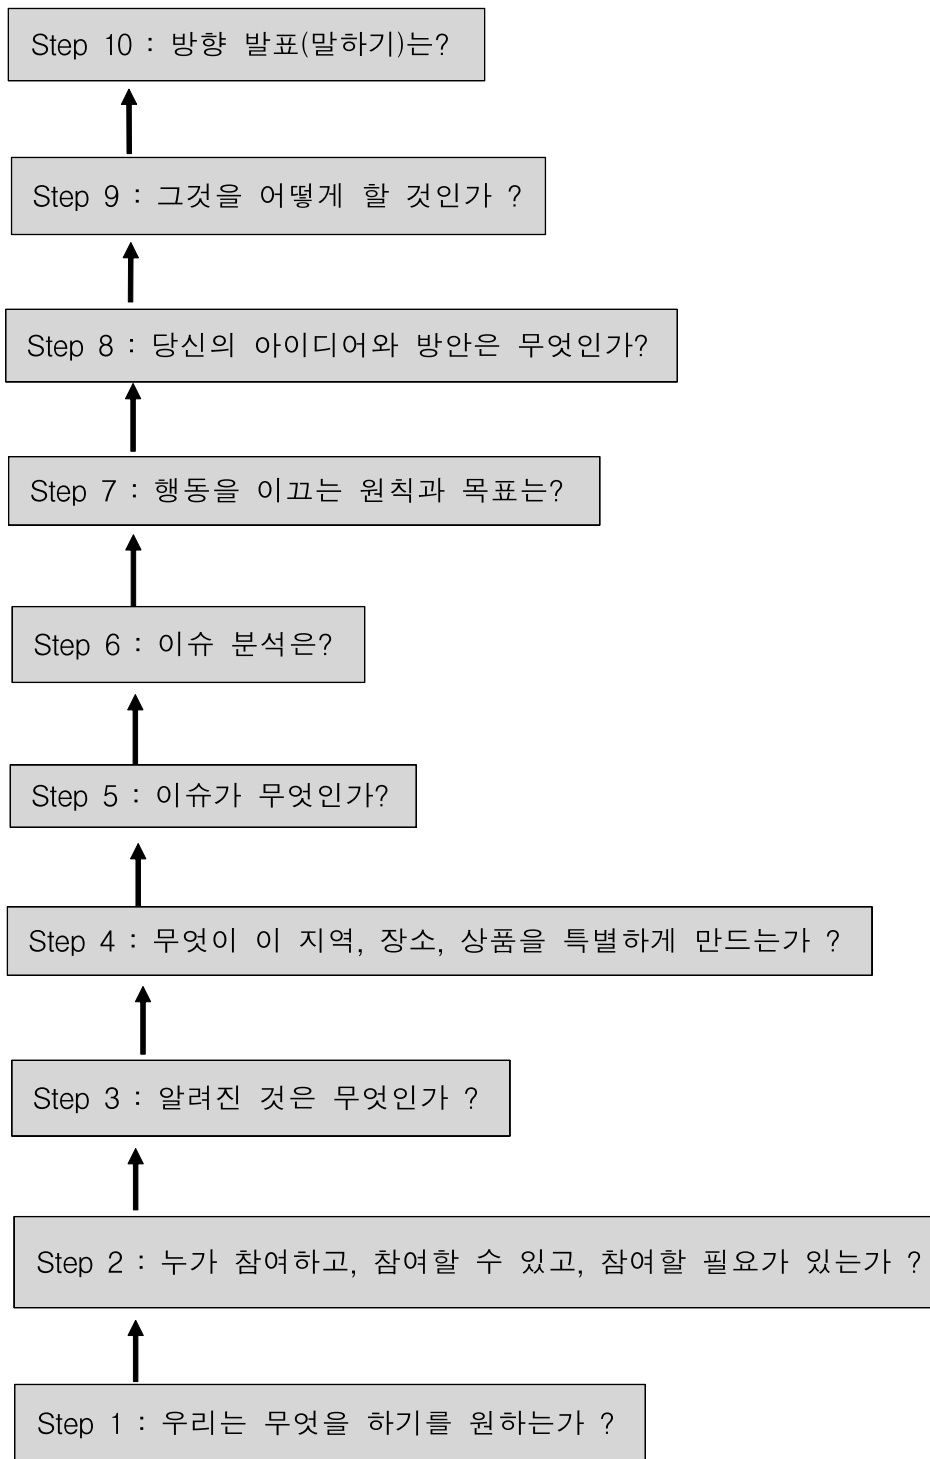 Step 10 : 방향 발표(말하기)는?
Step 9 : 그것을 어떻게 할 것인가 ?
Step 8 : 당신의 아이디어와 방안은 무엇인가?
Step 7 : 행동을 이끄는 원칙과 목표는?
Step 6 : 이슈 분석은?
Step 5 : 이슈가 무엇인가?
Step 4 : 무엇이 이 지역, 장소, 상품을 특별하게 만드는가 ?
Step 3 : 알려진 것은 무엇인가 ?
Step 2 : 누가 참여하고, 참여할 수 있고, 참여할 필요가 있는가 ?
Step 1 : 우리는 무엇을 하기를 원하는가 ?